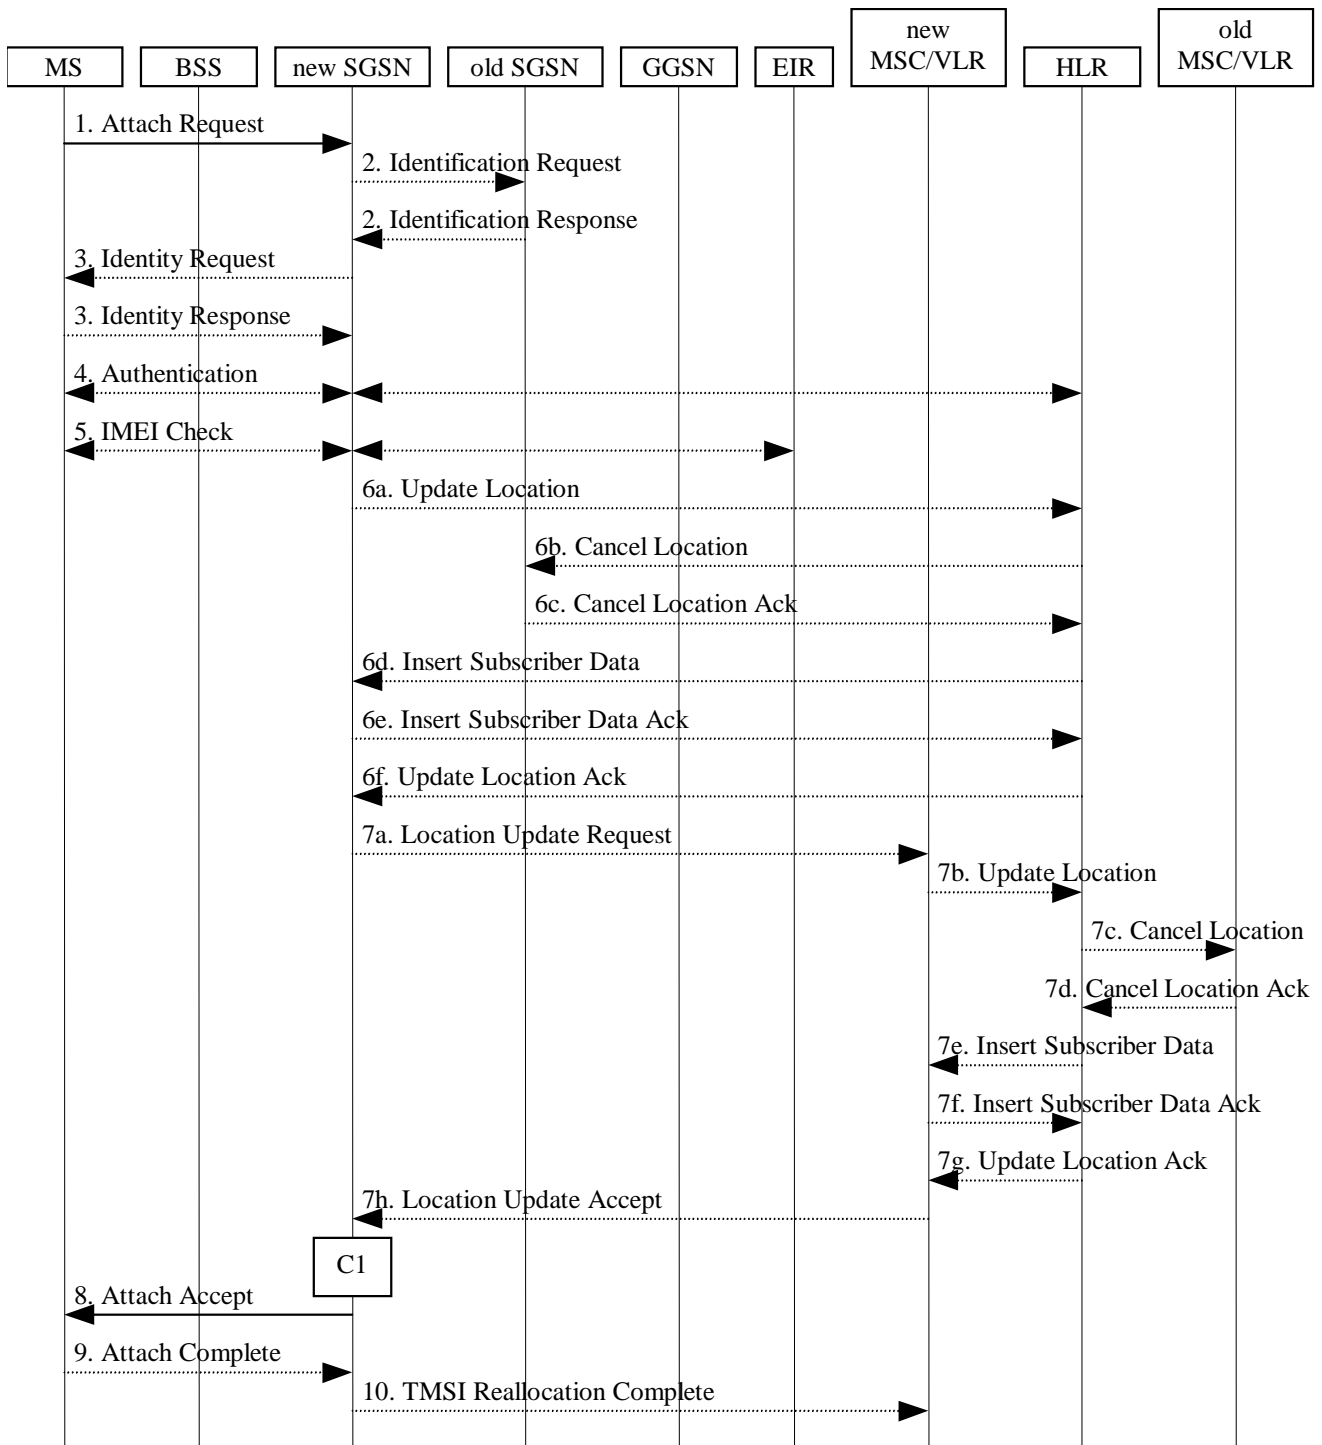 new
MSC/VLR
old
MSC/VLR
MS
BSS
new SGSN
old SGSN
GGSN
EIR
HLR
1. Attach Request
2. Identification Request
2. Identification Response
3. Identity Request
3. Identity Response
4. Authentication
5. IMEI Check
6a. Update Location
6b. Cancel Location
6c. Cancel Location Ack
6d. Insert Subscriber Data
6e. Insert Subscriber Data Ack
6f. Update Location Ack
7a. Location Update Request
7b. Update Location
7c. Cancel Location
7d. Cancel Location Ack
7e. Insert Subscriber Data
7f. Insert Subscriber Data Ack
7g. Update Location Ack
7h. Location Update Accept
C1
8. Attach Accept
9. Attach Complete
10. TMSI Reallocation Complete